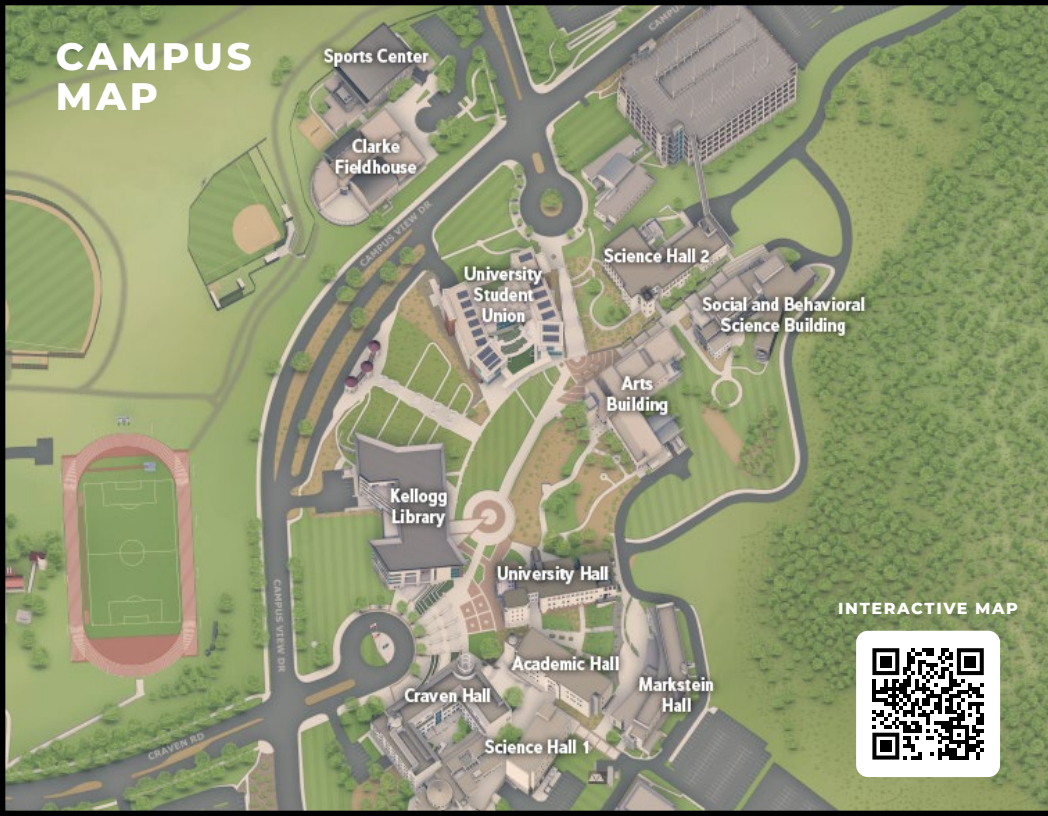 CAMPUS
MAP
CAMPUS
Sports Center
Clarke
Fieldhouse
CAMPUS VIEW DR
Science Hall 2
University
Student
Union
Social and Behavioral
Science Building
Arts
Building
Kellogg
Library
University Hall
CAMPUS VIEW DR
INTERACTIVE MAP
Academic Hall
Markstein
Hall
Craven Hall
CRAVEN RD
Science Hall 1